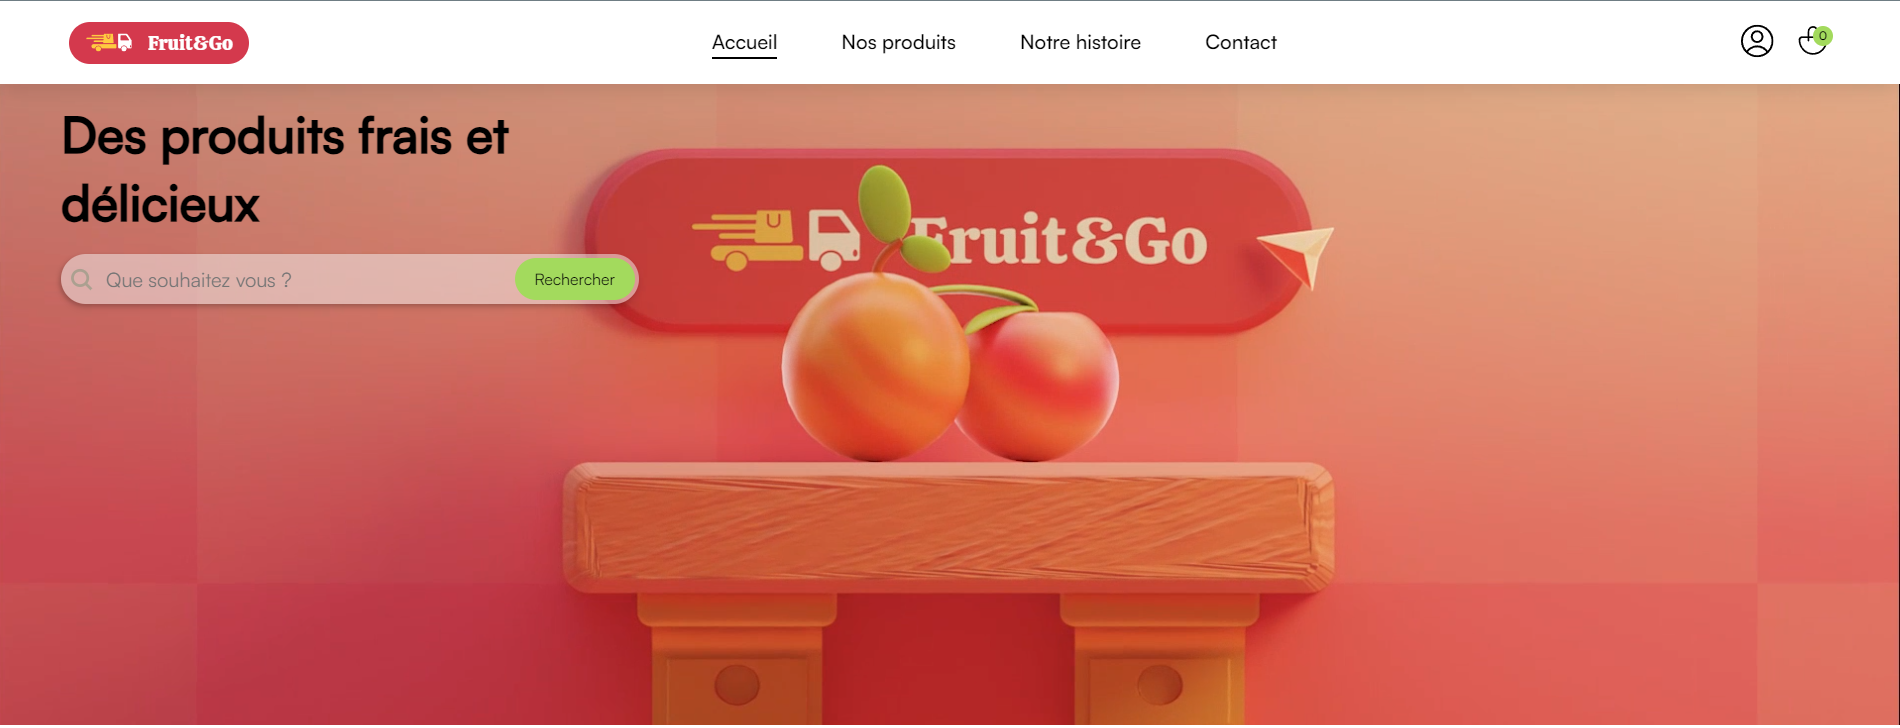 Fruit&Go
Accueil
Nos produits
Notre histoire
Contact
0
Des produits frais et
délicieux
Que souhaitez vous ?
Rechercher
Fruit&Go